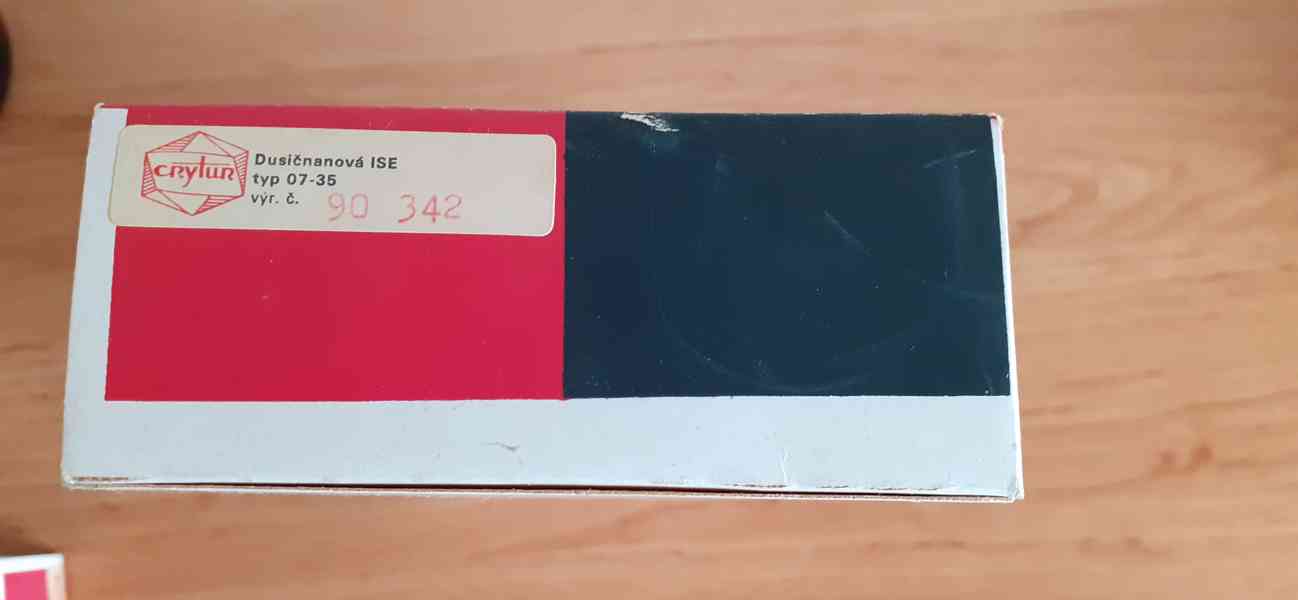 crytur
Dusičnanová ISE
typ 07-35
výr. č. 90 342